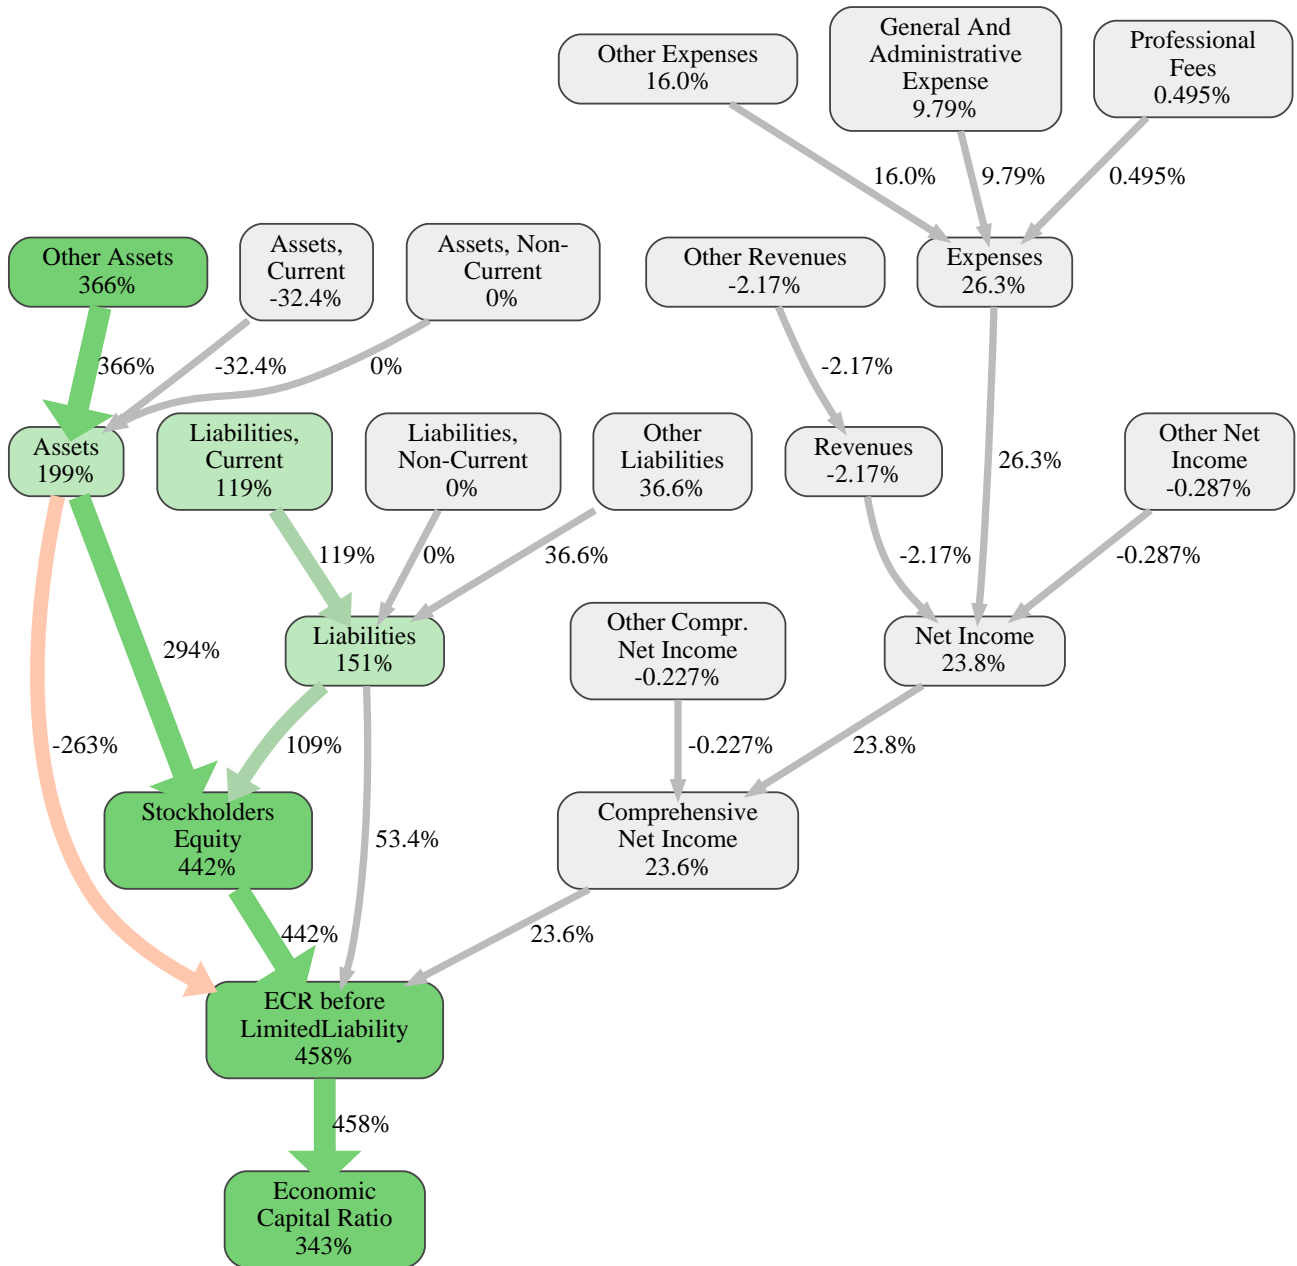 Other Expenses
16.0%
General And
Administrative
Expense
9.79%
Professional
Fees
0.495%
16.0%
9.79%
0.495%
Other Assets
366%
Assets,
Current
-32.4%
Assets, Non-
Current
0%
Other Revenues
-2.17%
Expenses
26.3%
366%
-32.4%
0%
-2.17%
Assets
199%
Liabilities,
Current
119%
Liabilities,
Non-Current
0%
Other
Liabilities
36.6%
Revenues
-2.17%
26.3%
Other Net
Income
-0.287%
119%
0%
36.6%
-2.17%
-0.287%
294%
Liabilities
151%
Other Compr.
Net Income
-0.227%
Net Income
23.8%
-263%
109%
-0.227%
23.8%
Stockholders
Equity
442%
53.4%
Comprehensive
Net Income
23.6%
442%
23.6%
ECR before
LimitedLiability
458%
458%
Economic
Capital Ratio
343%